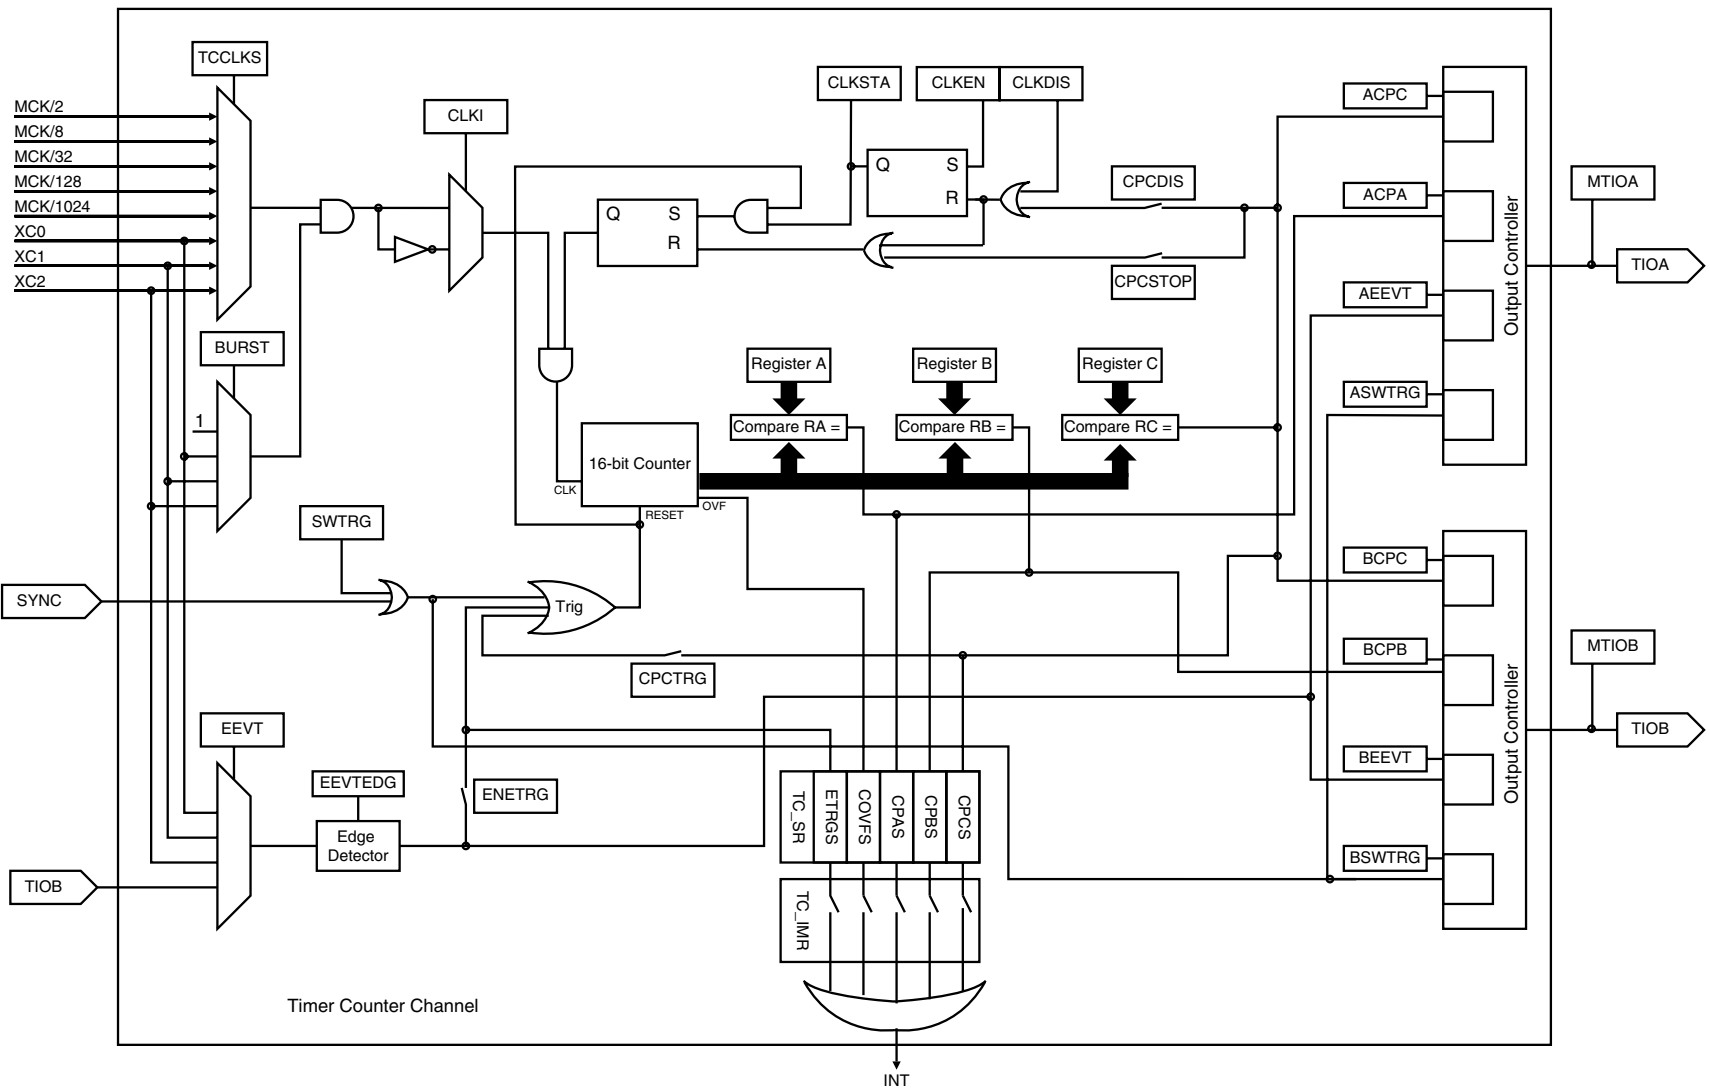 TCCLKS
MCK/2
MCK/8
MCK/32
MCK/128
MCK/1024
XC0
XC1
XC2
CLKI
CLKSTA
CLKEN
CLKDIS
Q
S
R
Q
S
R
CPCDIS
CPCSTOP
ACPC
ACPA
AEEVT
ASWTRG
Output Controller
MTIOA
TIOA
BURST
1
Register A
Register B
Register C
Compare RA =
Compare RB =
Compare RC =
16-bit Counter
CLK
RESET
OVF
SWTRG
SYNC
Trig
CPCTRG
BCPC
BCPB
BEEVT
BSWTRG
Output Controller
MTIOB
TIOB
EEVT
EEVTEDG
Edge
Detector
ENETRG
TIOB
TC_SR
ETRGS
COVFS
CPAS
CPBS
CPCS
TC_IMR
Timer Counter Channel
INT